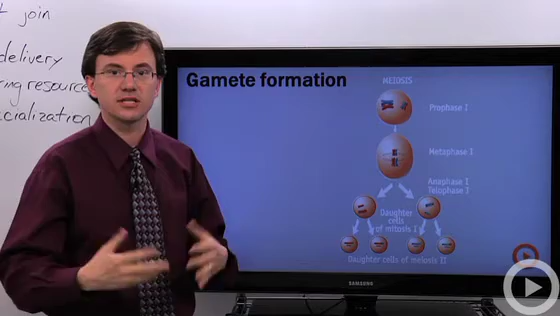 join
delivery
ring resource
cialization
Gamete formation
MEIOSIS
Prophase I
Metaphase I
Anaphase I
Telophase I
Daughter
cells
of mitosis I
Daughter cells of meiosis II
SAMSUNG